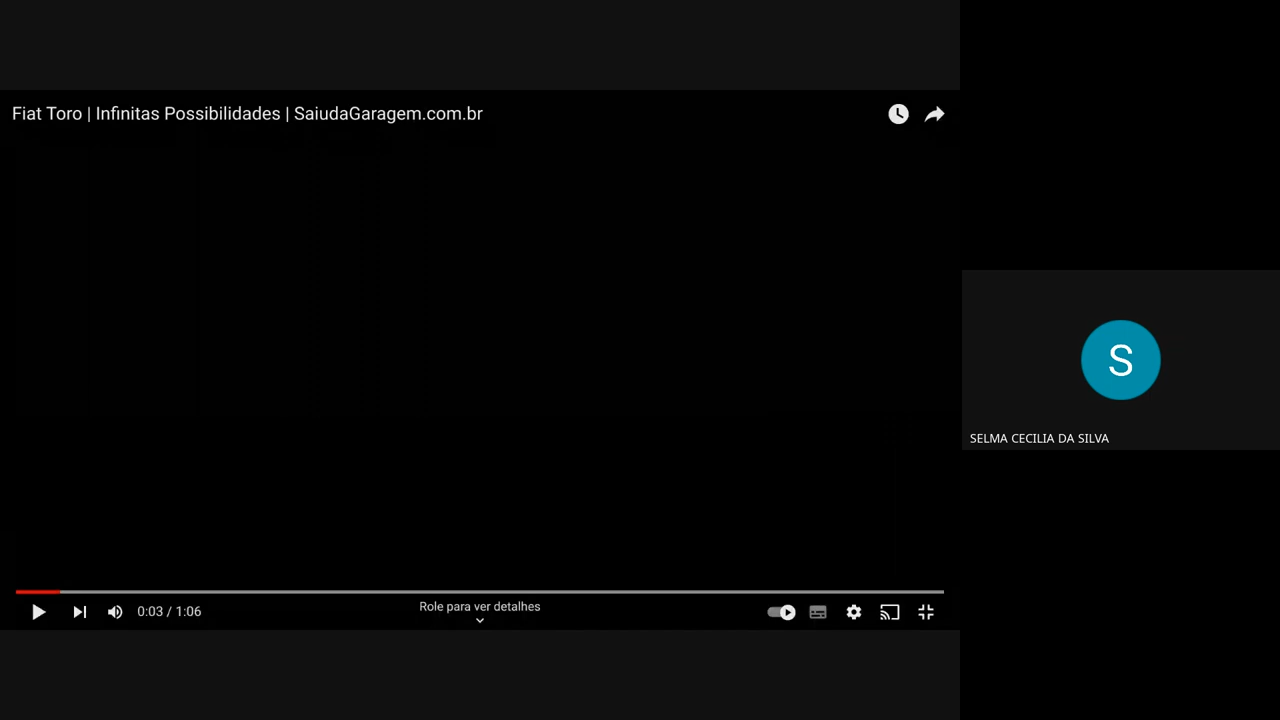 Fiat Toro | Infinitas Possibilidades | SaiudaGaragem.com.br
S
SELMA CECILIA DA SILVA
0:03 / 1:06
Role para ver detalhes